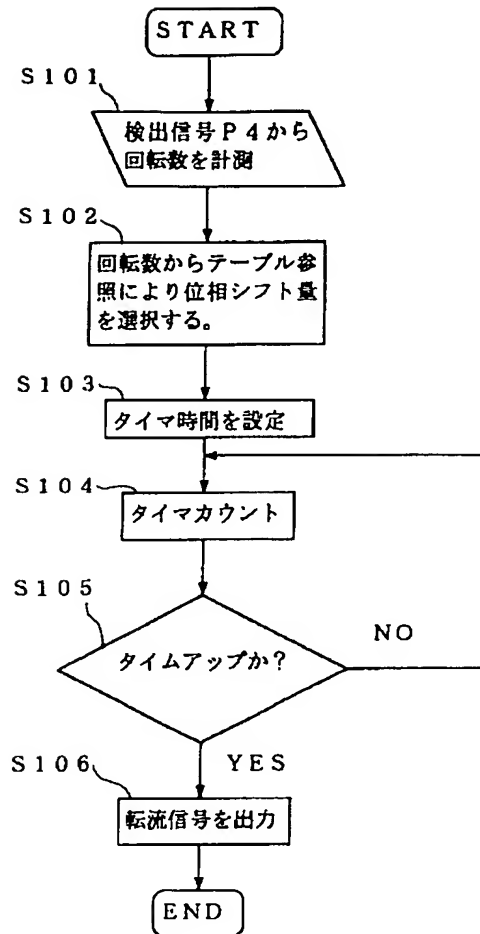 START
S101
検出信号P4から
回転数を計測
S102
回転数からテーブル参
照により位相シフト量
を選択する。
S103
タイマ時間を設定
S104
タイマカウント
S105
タイムアップか?
NO
YES
S106
転流信号を出力
END